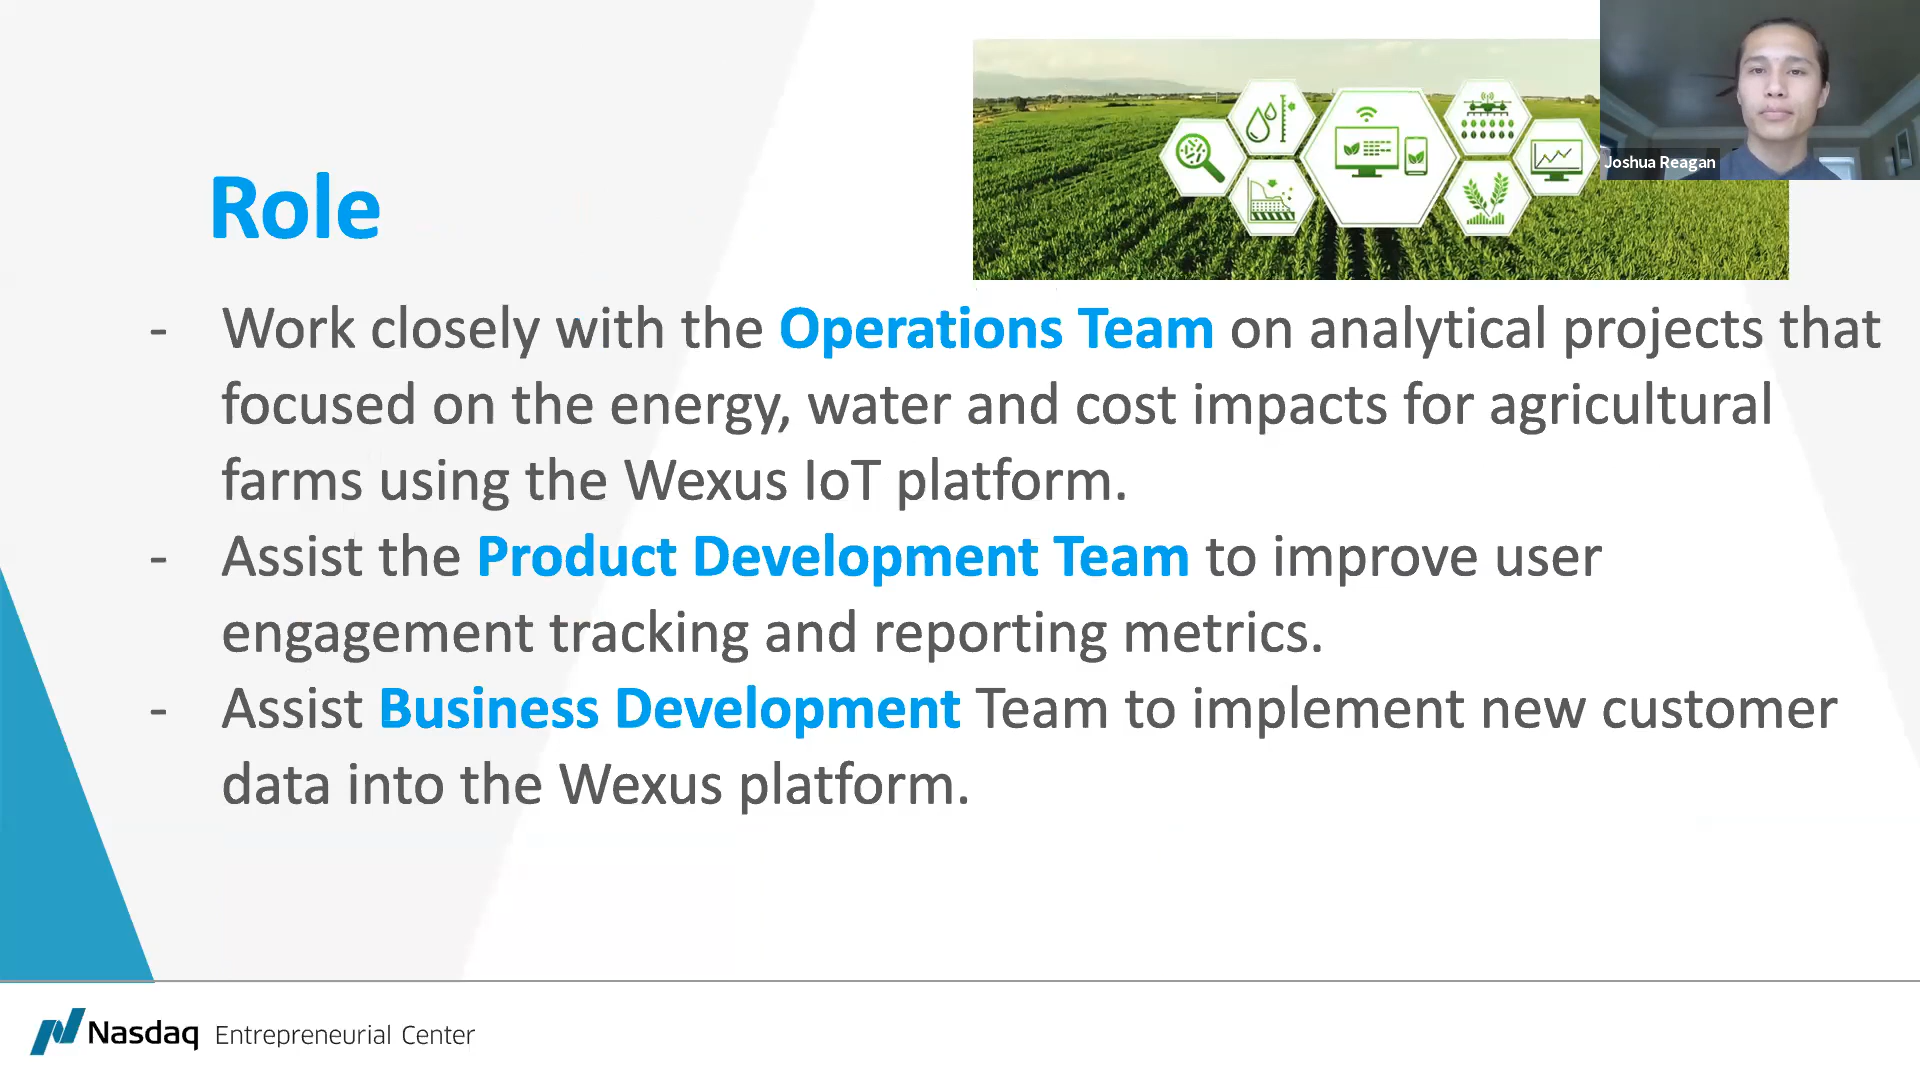 Joshua Reagan
Role
- Work closely with the Operations Team on analytical projects that
focused on the energy, water and cost impacts for agricultural
farms using the Wexus IoT platform.
- Assist the Product Development Team to improve user
engagement tracking and reporting metrics.
- Assist Business Development Team to implement new customer
data into the Wexus platform.
Nasdaq Entrepreneurial Center